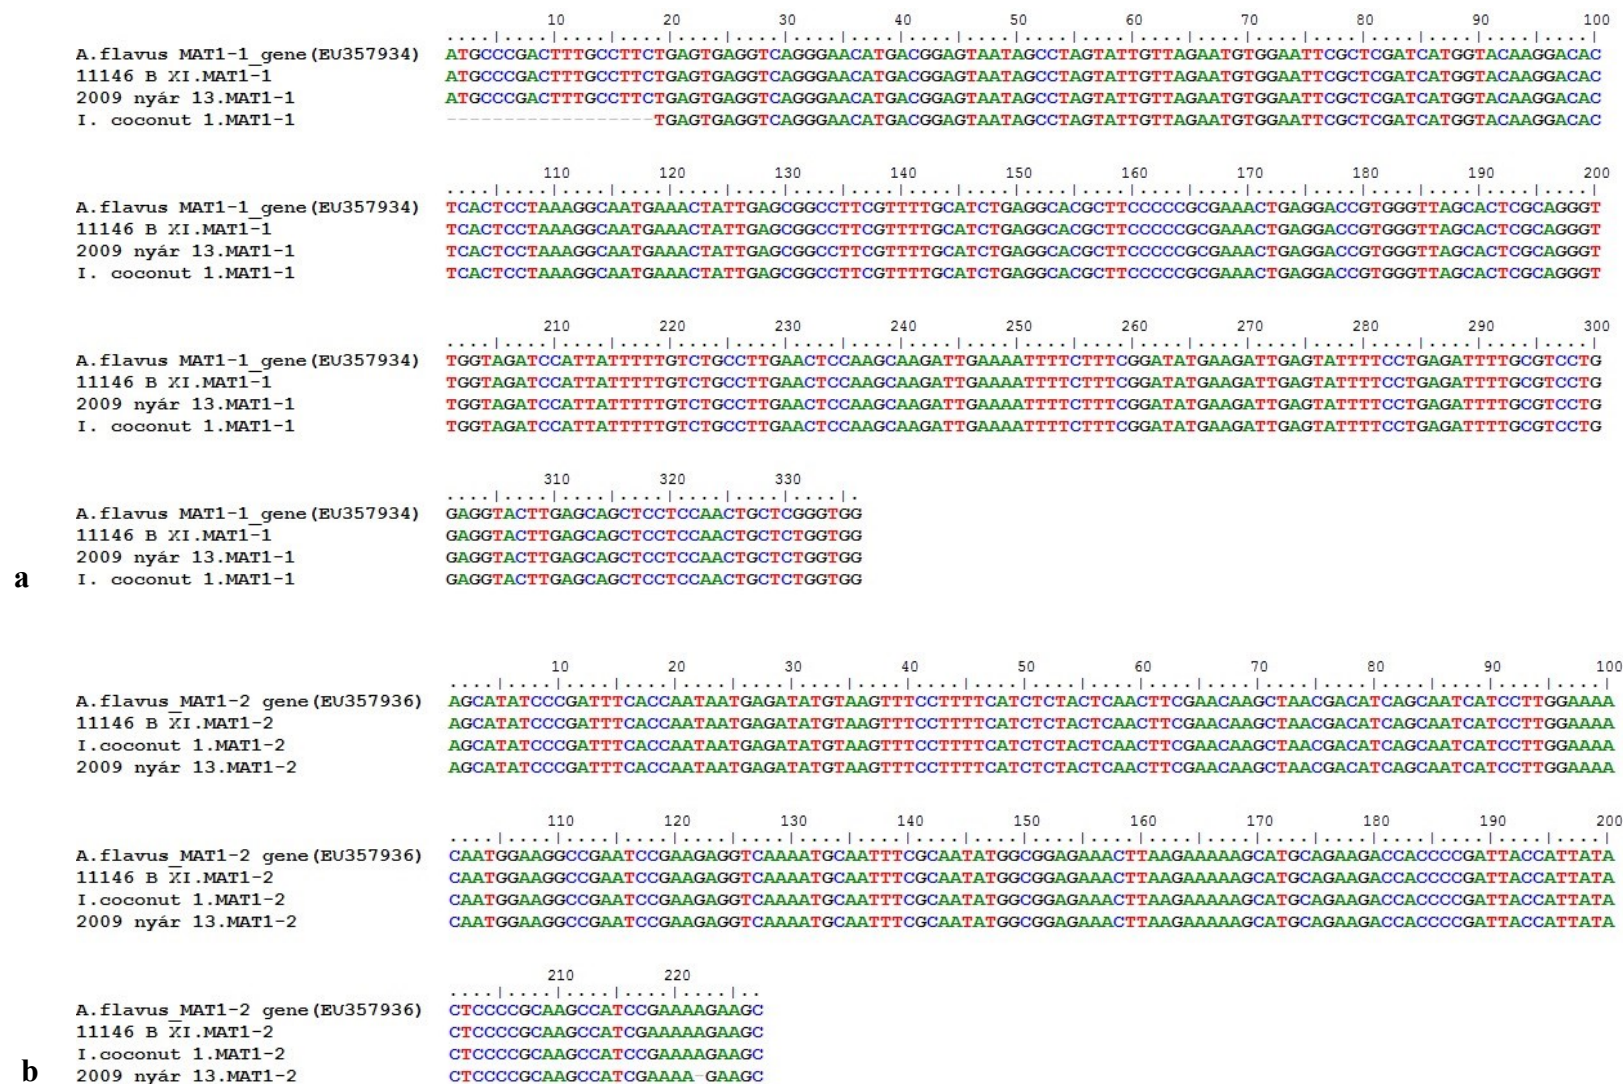 10 20 30 40 50 60 70 80 90 100
A.flavus MAT1-1_gene(EU357934) ATGCCCGACTTTGCCTTCTGAGTGAGGTCAGGGAACATGACGGAGTAATAGCCTAGTATTGTTAGAATGTGGAATTCGCTCGATCATGGTACAAGGACAC
11146 B XI.MAT1-1 ATGCCCGACTTTGCCTTCTGAGTGAGGTCAGGGAACATGACGGAGTAATAGCCTAGTATTGTTAGAATGTGGAATTCGCTCGATCATGGTACAAGGACAC
2009 nyár 13.MAT1-1 ATGCCCGACTTTGCCTTCTGAGTGAGGTCAGGGAACATGACGGAGTAATAGCCTAGTATTGTTAGAATGTGGAATTCGCTCGATCATGGTACAAGGACAC
I. coconut 1.MAT1-1 ------------------TGAGTGAGGTCAGGGAACATGACGGAGTAATAGCCTAGTATTGTTAGAATGTGGAATTCGCTCGATCATGGTACAAGGACAC
110 120 130 140 150 160 170 180 190 200
A.flavus MAT1-1_gene(EU357934) TCACTCCTAAAGGCAATGAAACTATTGAGCGGCCTTCGTTTTGCATCTGAGGCACGCTTCCCCCGCGAAACTGAGGACCGTGGGTTAGCACTCGCAGGGT
11146 B XI.MAT1-1 TCACTCCTAAAGGCAATGAAACTATTGAGCGGCCTTCGTTTTGCATCTGAGGCACGCTTCCCCCGCGAAACTGAGGACCGTGGGTTAGCACTCGCAGGGT
2009 nyár 13.MAT1-1 TCACTCCTAAAGGCAATGAAACTATTGAGCGGCCTTCGTTTTGCATCTGAGGCACGCTTCCCCCGCGAAACTGAGGACCGTGGGTTAGCACTCGCAGGGT
I. coconut 1.MAT1-1 TCACTCCTAAAGGCAATGAAACTATTGAGCGGCCTTCGTTTTGCATCTGAGGCACGCTTCCCCCGCGAAACTGAGGACCGTGGGTTAGCACTCGCAGGGT
210 220 230 240 250 260 270 280 290 300
A.flavus MAT1-1_gene(EU357934) TGGTAGATCCATTATTTTTGTCTGCCTTGAACTCCAAGCAAGATTGAAAATTTTCTTTCGGATATGAAGATTGAGTATTTTCCTGAGATTTTGCGTCCTG
11146 B XI.MAT1-1 TGGTAGATCCATTATTTTTGTCTGCCTTGAACTCCAAGCAAGATTGAAAATTTTCTTTCGGATATGAAGATTGAGTATTTTCCTGAGATTTTGCGTCCTG
2009 nyár 13.MAT1-1 TGGTAGATCCATTATTTTTGTCTGCCTTGAACTCCAAGCAAGATTGAAAATTTTCTTTCGGATATGAAGATTGAGTATTTTCCTGAGATTTTGCGTCCTG
I. coconut 1.MAT1-1 TGGTAGATCCATTATTTTTGTCTGCCTTGAACTCCAAGCAAGATTGAAAATTTTCTTTCGGATATGAAGATTGAGTATTTTCCTGAGATTTTGCGTCCTG
310 320 330
A.flavus MAT1-1_gene(EU357934) GAGGTACTTGAGCAGCTCCTCCAACTGCTCGGGTGG
11146 B XI.MAT1-1 GAGGTACTTGAGCAGCTCCTCCAACTGCTCTGGTGG
2009 nyár 13.MAT1-1 GAGGTACTTGAGCAGCTCCTCCAACTGCTCTGGTGG
a I. coconut 1.MAT1-1 GAGGTACTTGAGCAGCTCCTCCAACTGCTCTGGTGG
10 20 30 40 50 60 70 80 90 100
A.flavus_MAT1-2 gene(EU357936) AGCATATCCCGATTTCACCAATAATGAGATATGTAAGTTTCCTTTTCATCTCTACTCAACTTCGAACAAGCTAACGACATCAGCAATCATCCTTGGAAAA
11146 B XI.MAT1-2 AGCATATCCCGATTTCACCAATAATGAGATATGTAAGTTTCCTTTTCATCTCTACTCAACTTCGAACAAGCTAACGACATCAGCAATCATCCTTGGAAAA
I.coconut 1.MAT1-2 AGCATATCCCGATTTCACCAATAATGAGATATGTAAGTTTCCTTTTCATCTCTACTCAACTTCGAACAAGCTAACGACATCAGCAATCATCCTTGGAAAA
2009 nyár 13.MAT1-2 AGCATATCCCGATTTCACCAATAATGAGATATGTAAGTTTCCTTTTCATCTCTACTCAACTTCGAACAAGCTAACGACATCAGCAATCATCCTTGGAAAA
110 120 130 140 150 160 170 180 190 200
A.flavus_MAT1-2 gene(EU357936) CAATGGAAGGCCGAATCCGAAGAGGTCAAAATGCAATTTCGCAATATGGCGGAGAAACTTAAGAAAAAGCATGCAGAAGACCACCCCGATTACCATTATA
11146 B XI.MAT1-2 CAATGGAAGGCCGAATCCGAAGAGGTCAAAATGCAATTTCGCAATATGGCGGAGAAACTTAAGAAAAAGCATGCAGAAGACCACCCCGATTACCATTATA
I.coconut 1.MAT1-2 CAATGGAAGGCCGAATCCGAAGAGGTCAAAATGCAATTTCGCAATATGGCGGAGAAACTTAAGAAAAAGCATGCAGAAGACCACCCCGATTACCATTATA
2009 nyár 13.MAT1-2 CAATGGAAGGCCGAATCCGAAGAGGTCAAAATGCAATTTCGCAATATGGCGGAGAAACTTAAGAAAAAGCATGCAGAAGACCACCCCGATTACCATTATA
210 220
A.flavus_MAT1-2 gene(EU357936) CTCCCCGCAAGCCATCCGAAAAGAAGC
11146 B XI.MAT1-2 CTCCCCGCAAGCCATCGAAAAAGAAGC
I.coconut 1.MAT1-2 CTCCCCGCAAGCCATCCGAAAAGAAGC
b 2009 nyár 13.MAT1-2 CTCCCCGCAAGCCATCGAAAA-GAAGC